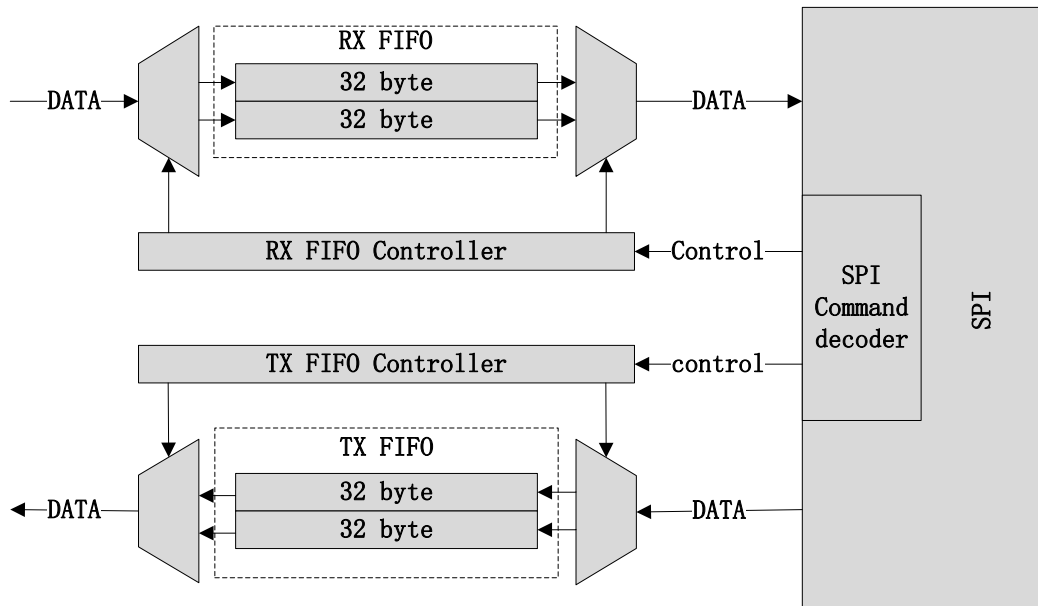 RX FIFO
32 byte
DATA
DATA
32 byte
RX FIFO Controller
Control
SPI
Command
decoder
SPI
TX FIFO Controller
control
TX FIFO
32 byte
DATA
DATA
32 byte